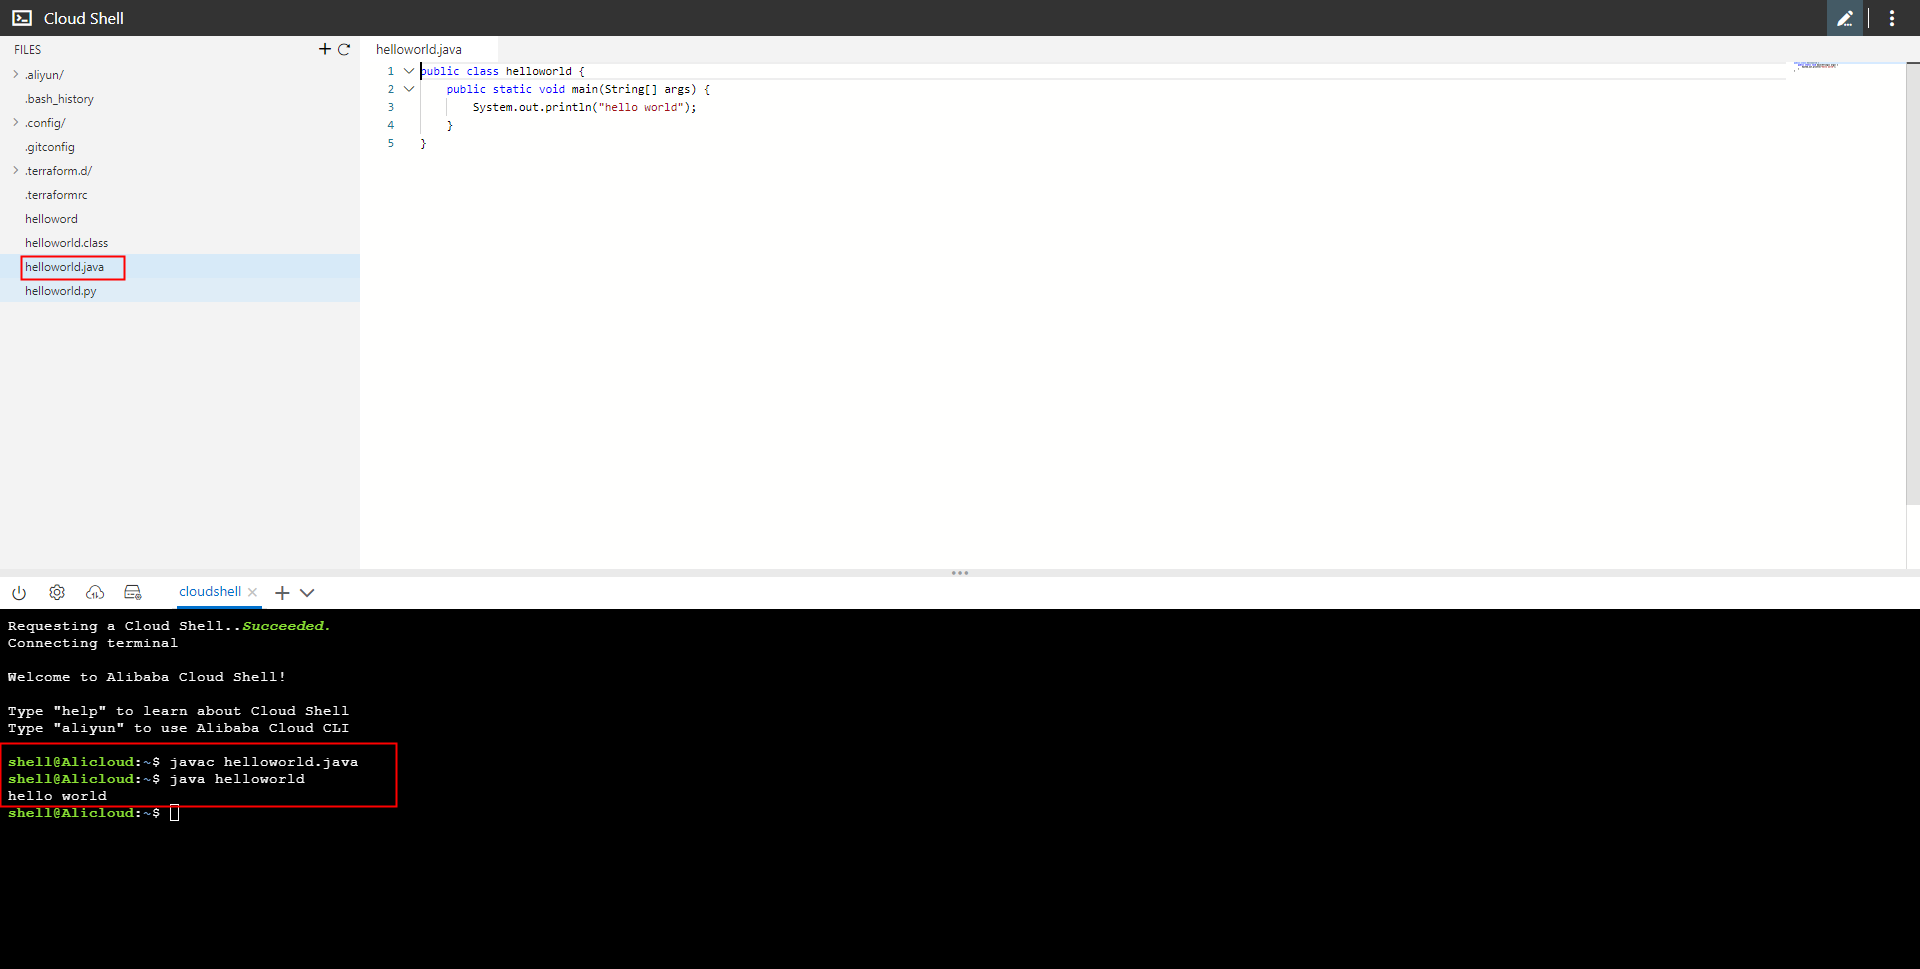 Cloud Shell
FILES
.aliyun/
.bash_history
.config/
.gitconfig
.terraform.d/
.terraformrc
helloword
helloworld.class
helloworld.java
helloworld.py
helloworld.java
1 public class helloworld {
2 public static void main(String[] args) {
3 System.out.println("hello world");
4 }
5 }
cloudshell
Requesting a Cloud Shell..Succeeded.
Connecting terminal
Welcome to Alibaba Cloud Shell!
Type "help" to learn about Cloud Shell
Type "aliyun" to use Alibaba Cloud CLI
shell@Alicloud:~$ javac helloworld.java
shell@Alicloud:~$ java helloworld
hello world
shell@Alicloud:~$